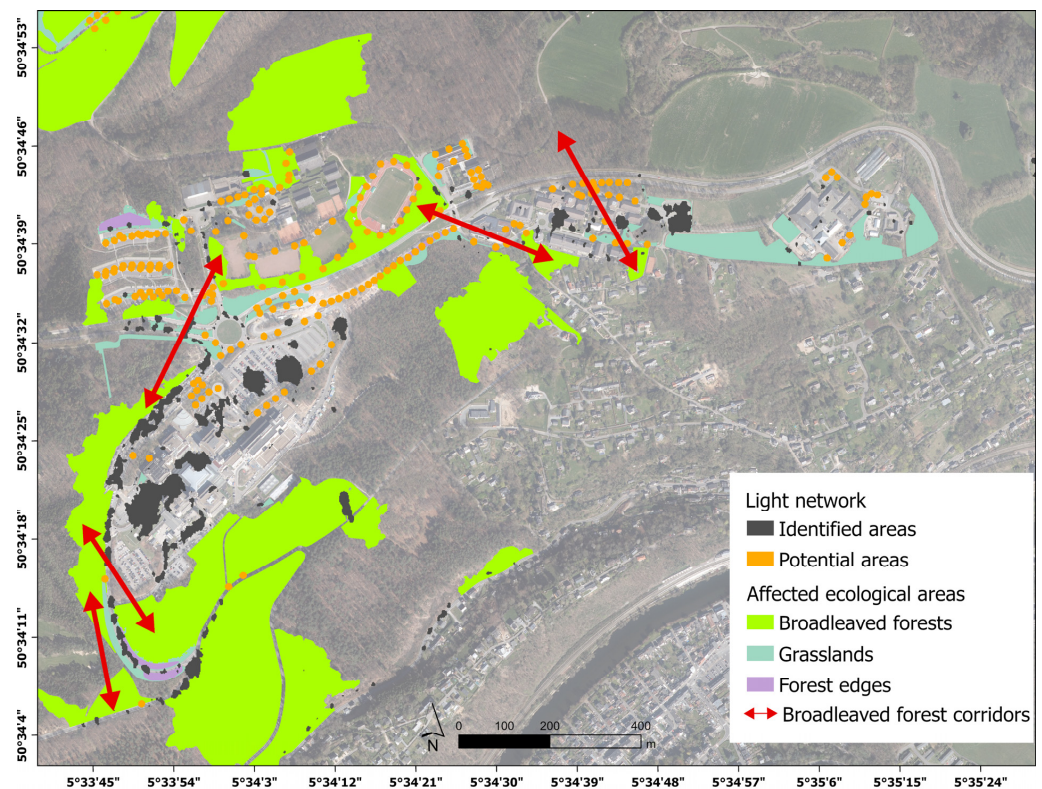 50°34'53"
50°34'46"
50°34'39"
50°34'32"
50°34'25"
50°34'18"
50°34'11"
50°34'4"
Light network
Identified areas
Potential areas
Affected ecological areas
Broadleaved forests
Grasslands
Forest edges
Broadleaved forest corridors
N
0 100 200 400
m
5°33'45" 5°33'54" 5°34'3" 5°34'12" 5°34'21" 5°34'30" 5°34'39" 5°34'48" 5°34'57" 5°35'6" 5°35'15" 5°35'24"